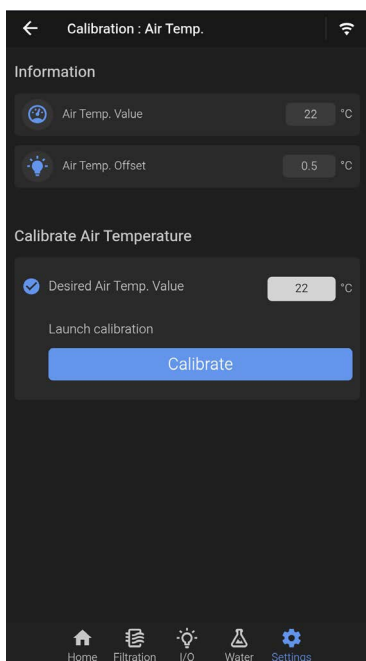 Calibration : Air Temp.
Information
Air Temp. Value 22 °C
Air Temp. Offset 0.5 °C
Calibrate Air Temperature
Desired Air Temp. Value 22 °C
Launch calibration
Calibrate
Home Filtration I/O Water Settings